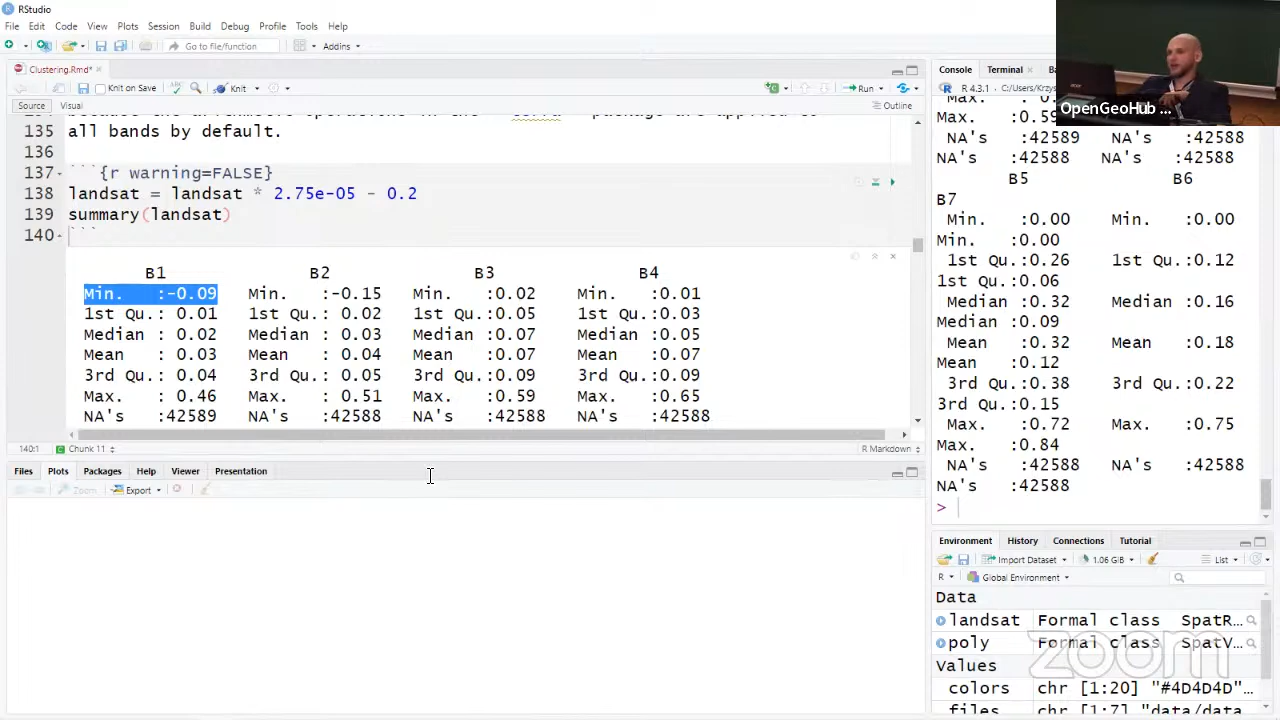 RStudio
File Edit Code View Plots Session Build Debug Profile Tools Help
Go to file/function Addins
Clustering.Rmd*
Knit on Save Knit Run
Source Visual Outline
135 all bands by default.
136
137 ```{r warning=FALSE}
138 landsat = landsat * 2.75e-05 - 0.2
139 summary(landsat)
140 ```
B1 B2 B3 B4
Min. :-0.09 Min. :-0.15 Min. :0.02 Min. :0.01
1st Qu.: 0.01 1st Qu.: 0.02 1st Qu.:0.05 1st Qu.:0.03
Median : 0.02 Median : 0.03 Median :0.07 Median :0.05
Mean : 0.03 Mean : 0.04 Mean :0.07 Mean :0.07
3rd Qu.: 0.04 3rd Qu.: 0.05 3rd Qu.:0.09 3rd Qu.:0.09
Max. : 0.46 Max. : 0.51 Max. :0.59 Max. :0.65
NA's :42589 NA's :42588 NA's :42588 NA's :42588
140:1 Chunk 11 R Markdown
Files Plots Packages Help Viewer Presentation
Zoom Export
OpenGeoHub ...
Console Terminal
R 4.3.1 · C:/Users/Krzys
Max. : 0.
Max. :0.59
NA's :42589 NA's :42588
NA's :42588 NA's :42588
B5 B6
B7
Min. :0.00 Min. :0.00
Min. :0.00
1st Qu.:0.26 1st Qu.:0.12
1st Qu.:0.06
Median :0.32 Median :0.16
Median :0.09
Mean :0.32 Mean :0.18
Mean :0.12
3rd Qu.:0.38 3rd Qu.:0.22
3rd Qu.:0.15
Max. :0.72 Max. :0.75
Max. :0.84
NA's :42588 NA's :42588
NA's :42588
>
Environment History Connections Tutorial
Import Dataset 1.06 GiB List
R Global Environment
Data
landsat Formal class SpatR…
poly Formal class SpatV…
Values
colors chr [1:20] "#4D4D4D"…
files chr [1:7] "data/data
zoom